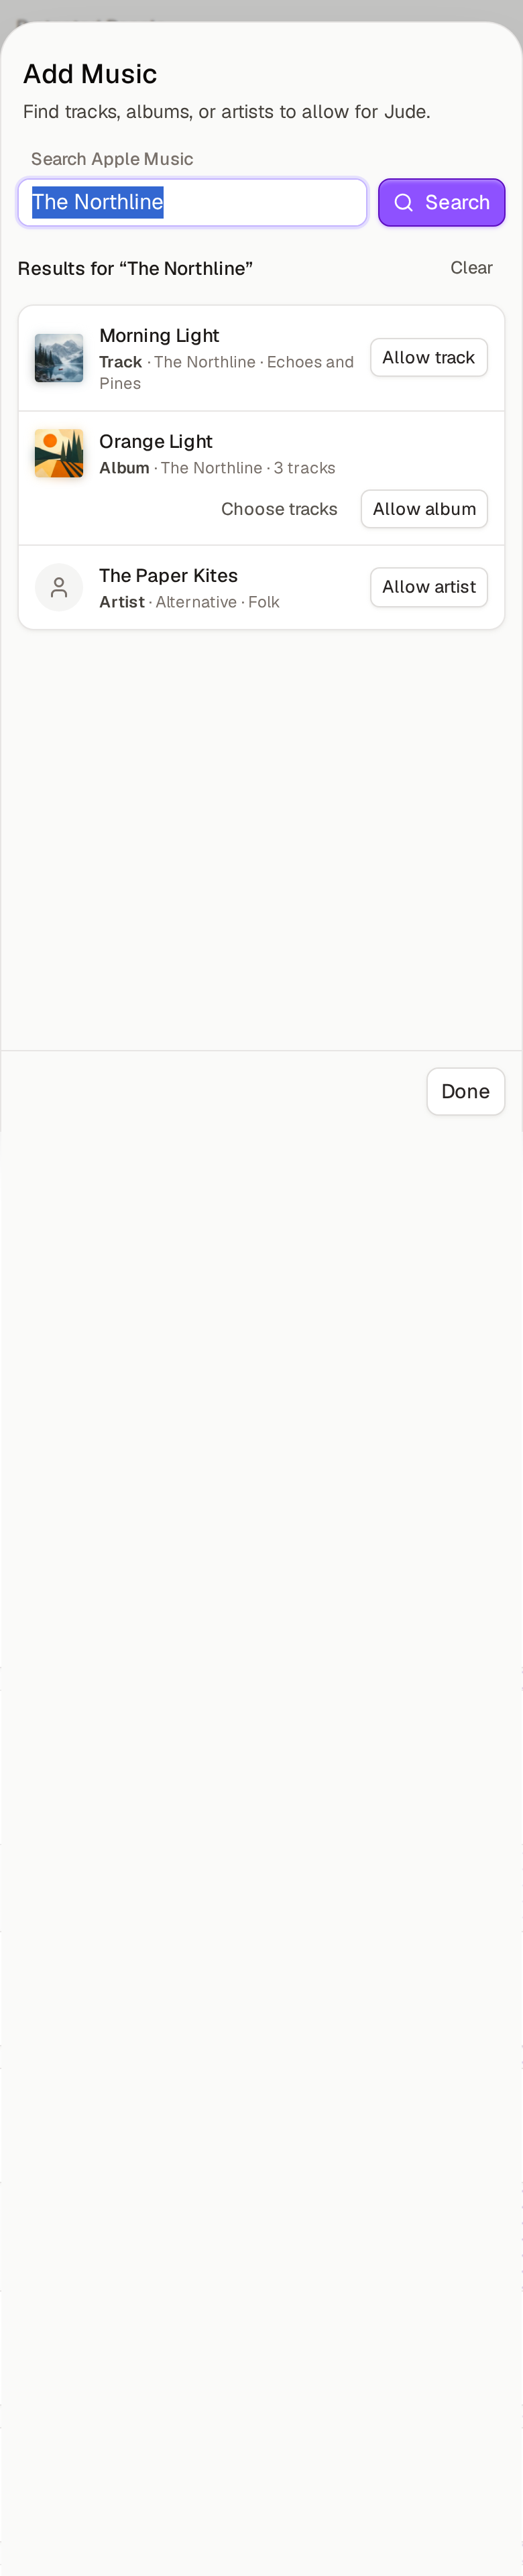 Add Music
Find tracks, albums, or artists to allow for Jude.
Search Apple Music
The Northline
Search
Results for “The Northline”
Clear
Morning Light
Track · The Northline · Echoes and
Pines
Allow track
Orange Light
Album · The Northline · 3 tracks
Choose tracks
Allow album
The Paper Kites
Artist · Alternative · Folk
Allow artist
Done